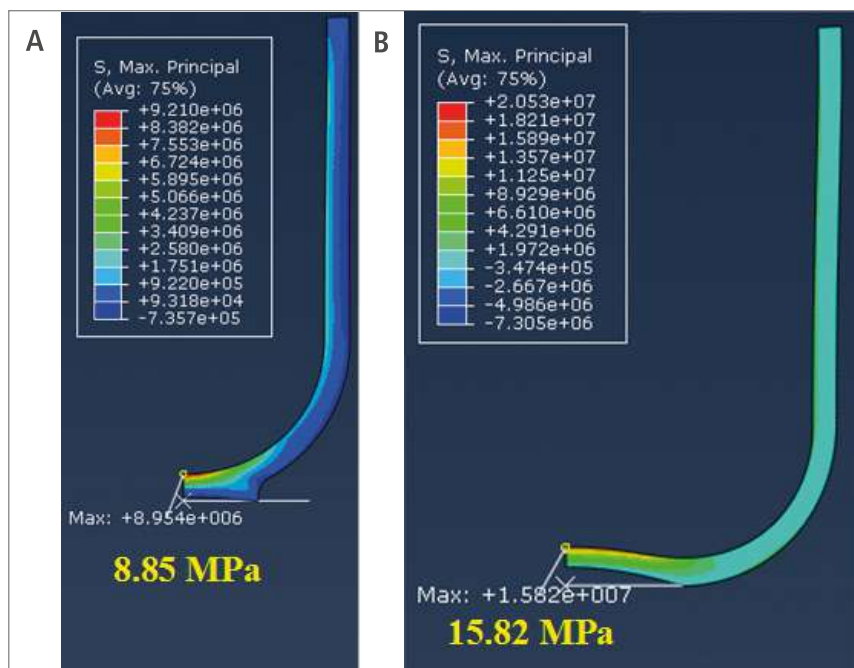 A
S, Max. Principal
(Avg: 75%)
+9.210e+06
+8.382e+06
+7.553e+06
+6.724e+06
+5.895e+06
+5.066e+06
+4.237e+06
+3.409e+06
+2.580e+06
+1.751e+06
+9.220e+05
+9.318e+04
-7.357e+05
Max: +8.954e+006
8.85 MPa
B
S, Max. Principal
(Avg: 75%)
+2.053e+07
+1.821e+07
+1.589e+07
+1.357e+07
+1.125e+07
+8.929e+06
+6.610e+06
+4.291e+06
+1.972e+06
-3.474e+05
-2.667e+06
-4.986e+06
-7.305e+06
Max: +1.582e+007
15.82 MPa